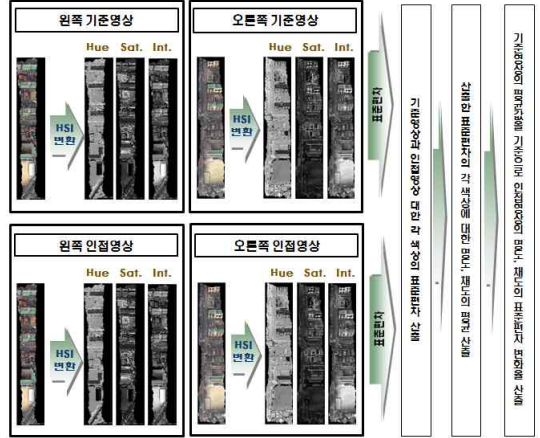 왼쪽 기준영상
Hue Sat. Int.
HSI
변환
오른쪽 기준영상
Hue Sat. Int.
HSI
변환
왼쪽 인접영상
Hue Sat. Int.
HSI
변환
오른쪽 인접영상
Hue Sat. Int.
HSI
변환
표준편차
표준편차
기준영상과 인접영상 대한 각 색상의 표준편차 산출
산출한 표준편차의 각 색상에 대한 명도, 채도의 평균 산출
기준영상의 평균값을 기준으로 인접영상의 명도, 채도의 표준편차 변화율 산출